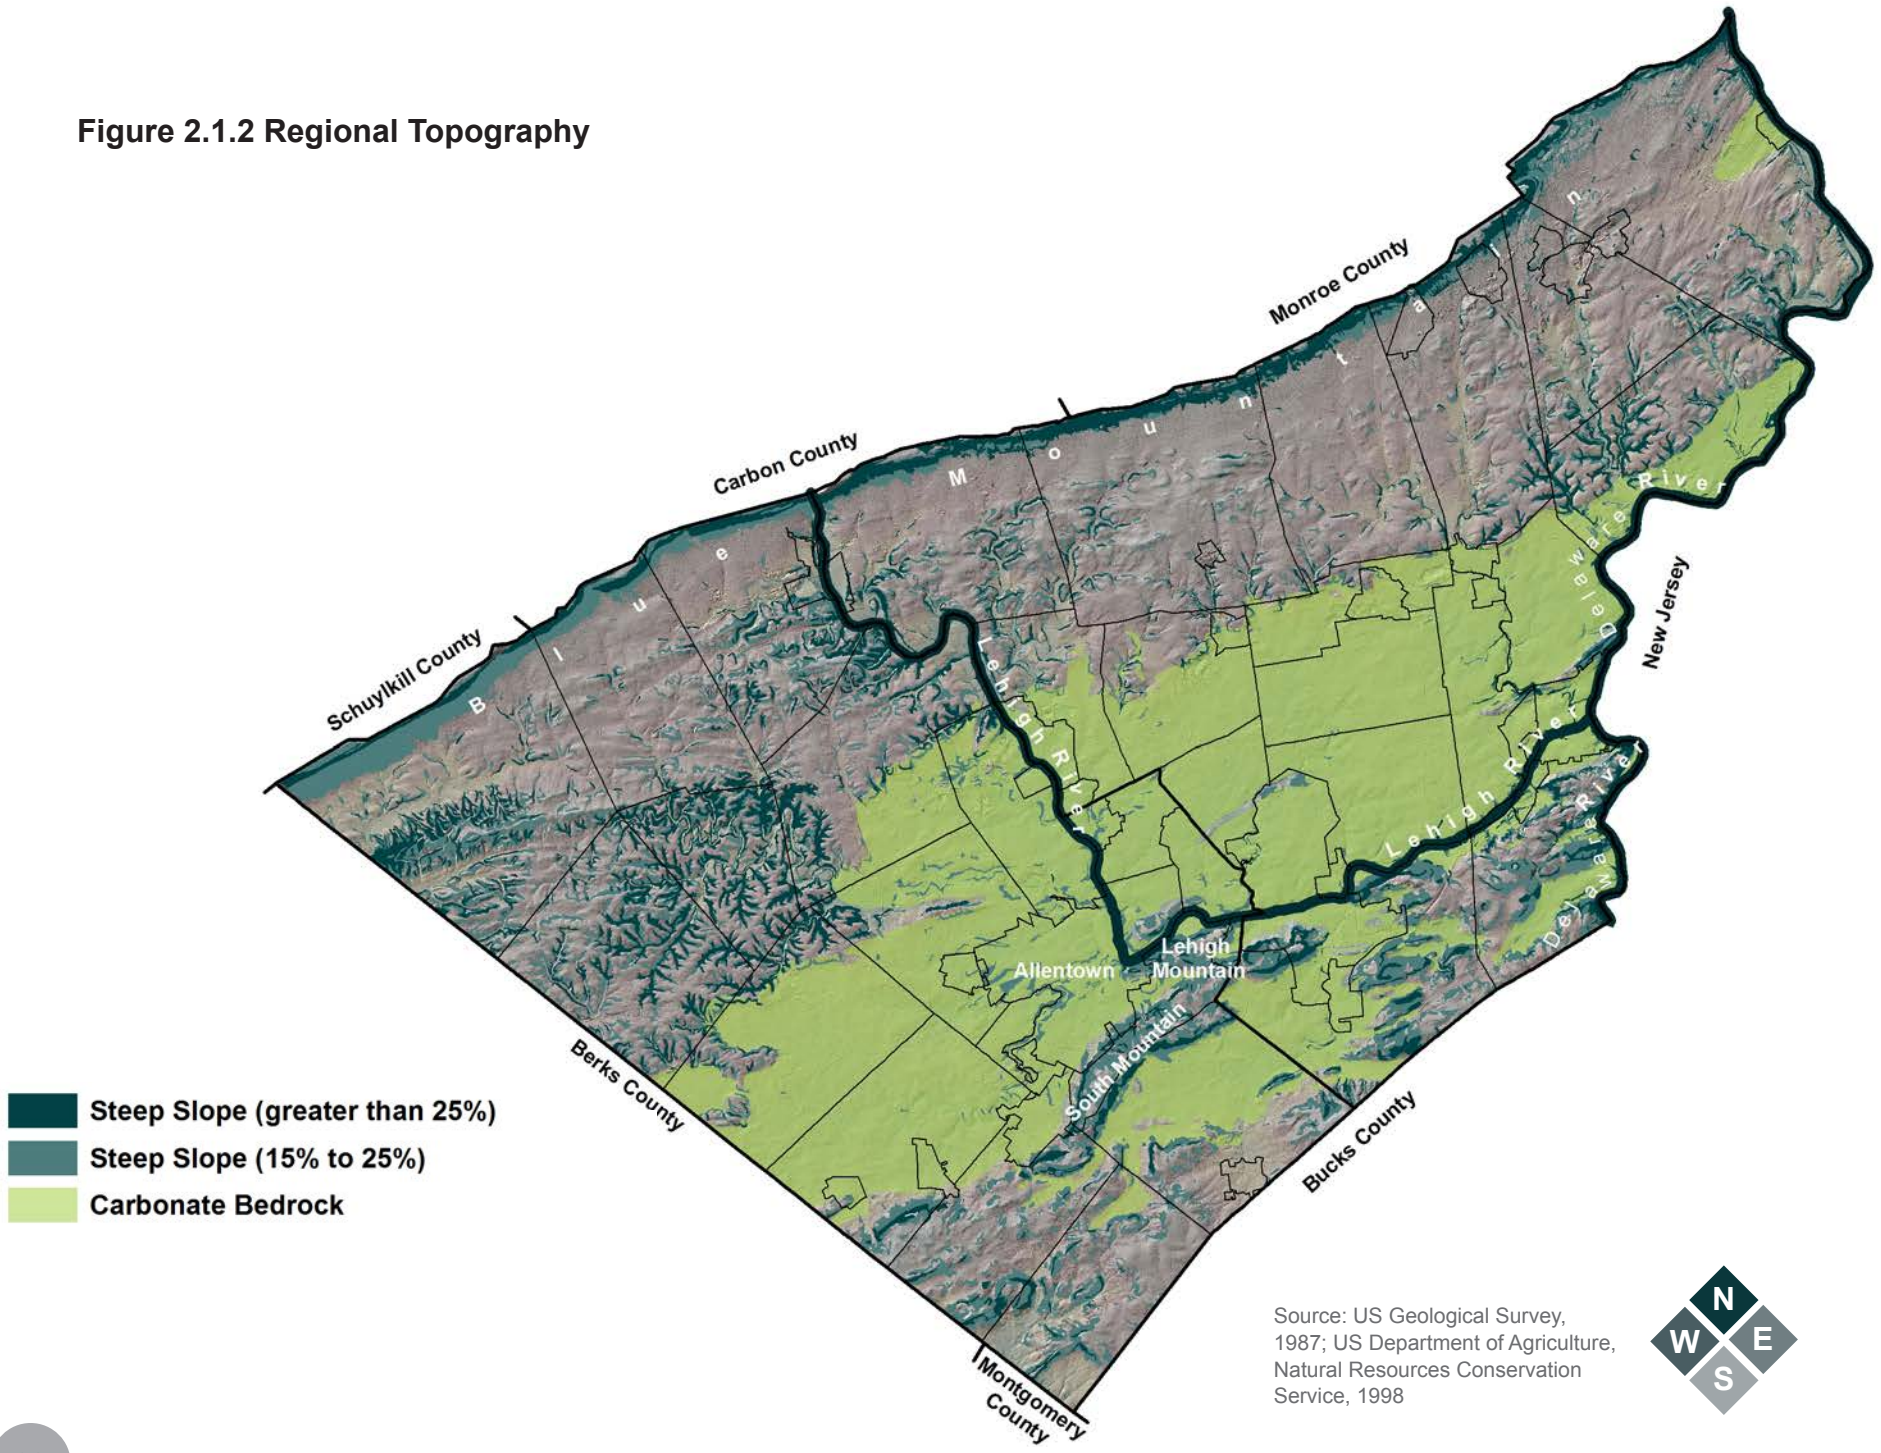 Figure 2.1.2 Regional Topography
Monroe County
Carbon County
Schuylkill County
Blue Mountain
New Jersey
Delaware River
Lehigh River
Lehigh River
Delaware River
Allentown
Lehigh
Mountain
South Mountain
Berks County
Bucks County
Montgomery
County
Steep Slope (greater than 25%)
Steep Slope (15% to 25%)
Carbonate Bedrock
Source: US Geological Survey,
1987; US Department of Agriculture,
Natural Resources Conservation
Service, 1998
N
W E
S